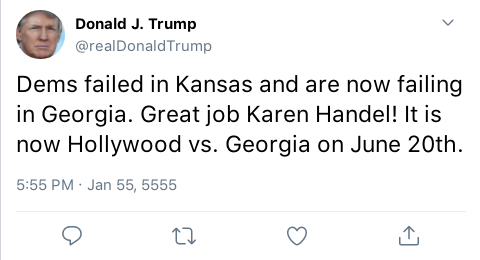 Donald J. Trump
@realDonaldTrump
Dems failed in Kansas and are now failing
in Georgia. Great job Karen Handel! It is
now Hollywood vs. Georgia on June 20th.
5:55 PM · Jan 55, 5555